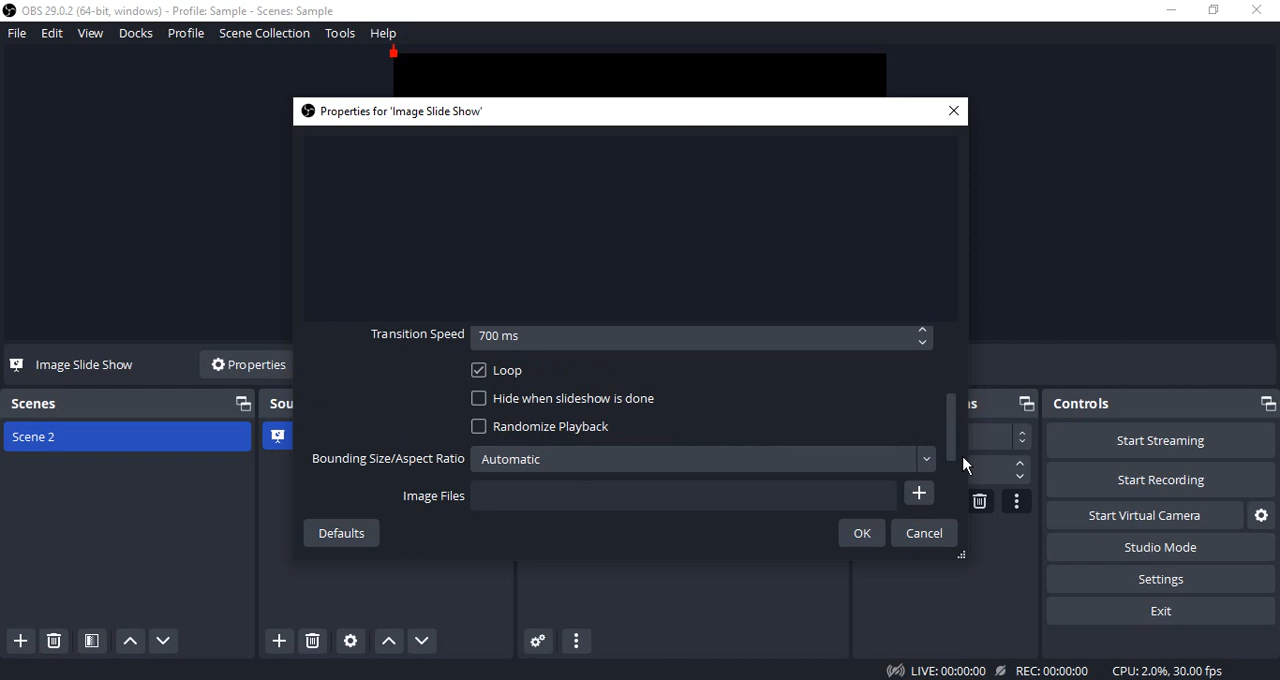 OBS 29.0.2 (64-bit, windows) - Profile: Sample - Scenes: Sample
File Edit View Docks Profile Scene Collection Tools Help
Properties for 'Image Slide Show'
Transition Speed 700 ms
Loop
Hide when slideshow is done
Randomize Playback
Bounding Size/Aspect Ratio Automatic
Image Files
Defaults OK Cancel
Image Slide Show Properties
Scenes
Scene 2
Sou
ns
Controls
Start Streaming
Start Recording
Start Virtual Camera
Studio Mode
Settings
Exit
LIVE: 00:00:00 REC: 00:00:00 CPU: 2.0%, 30.00 fps